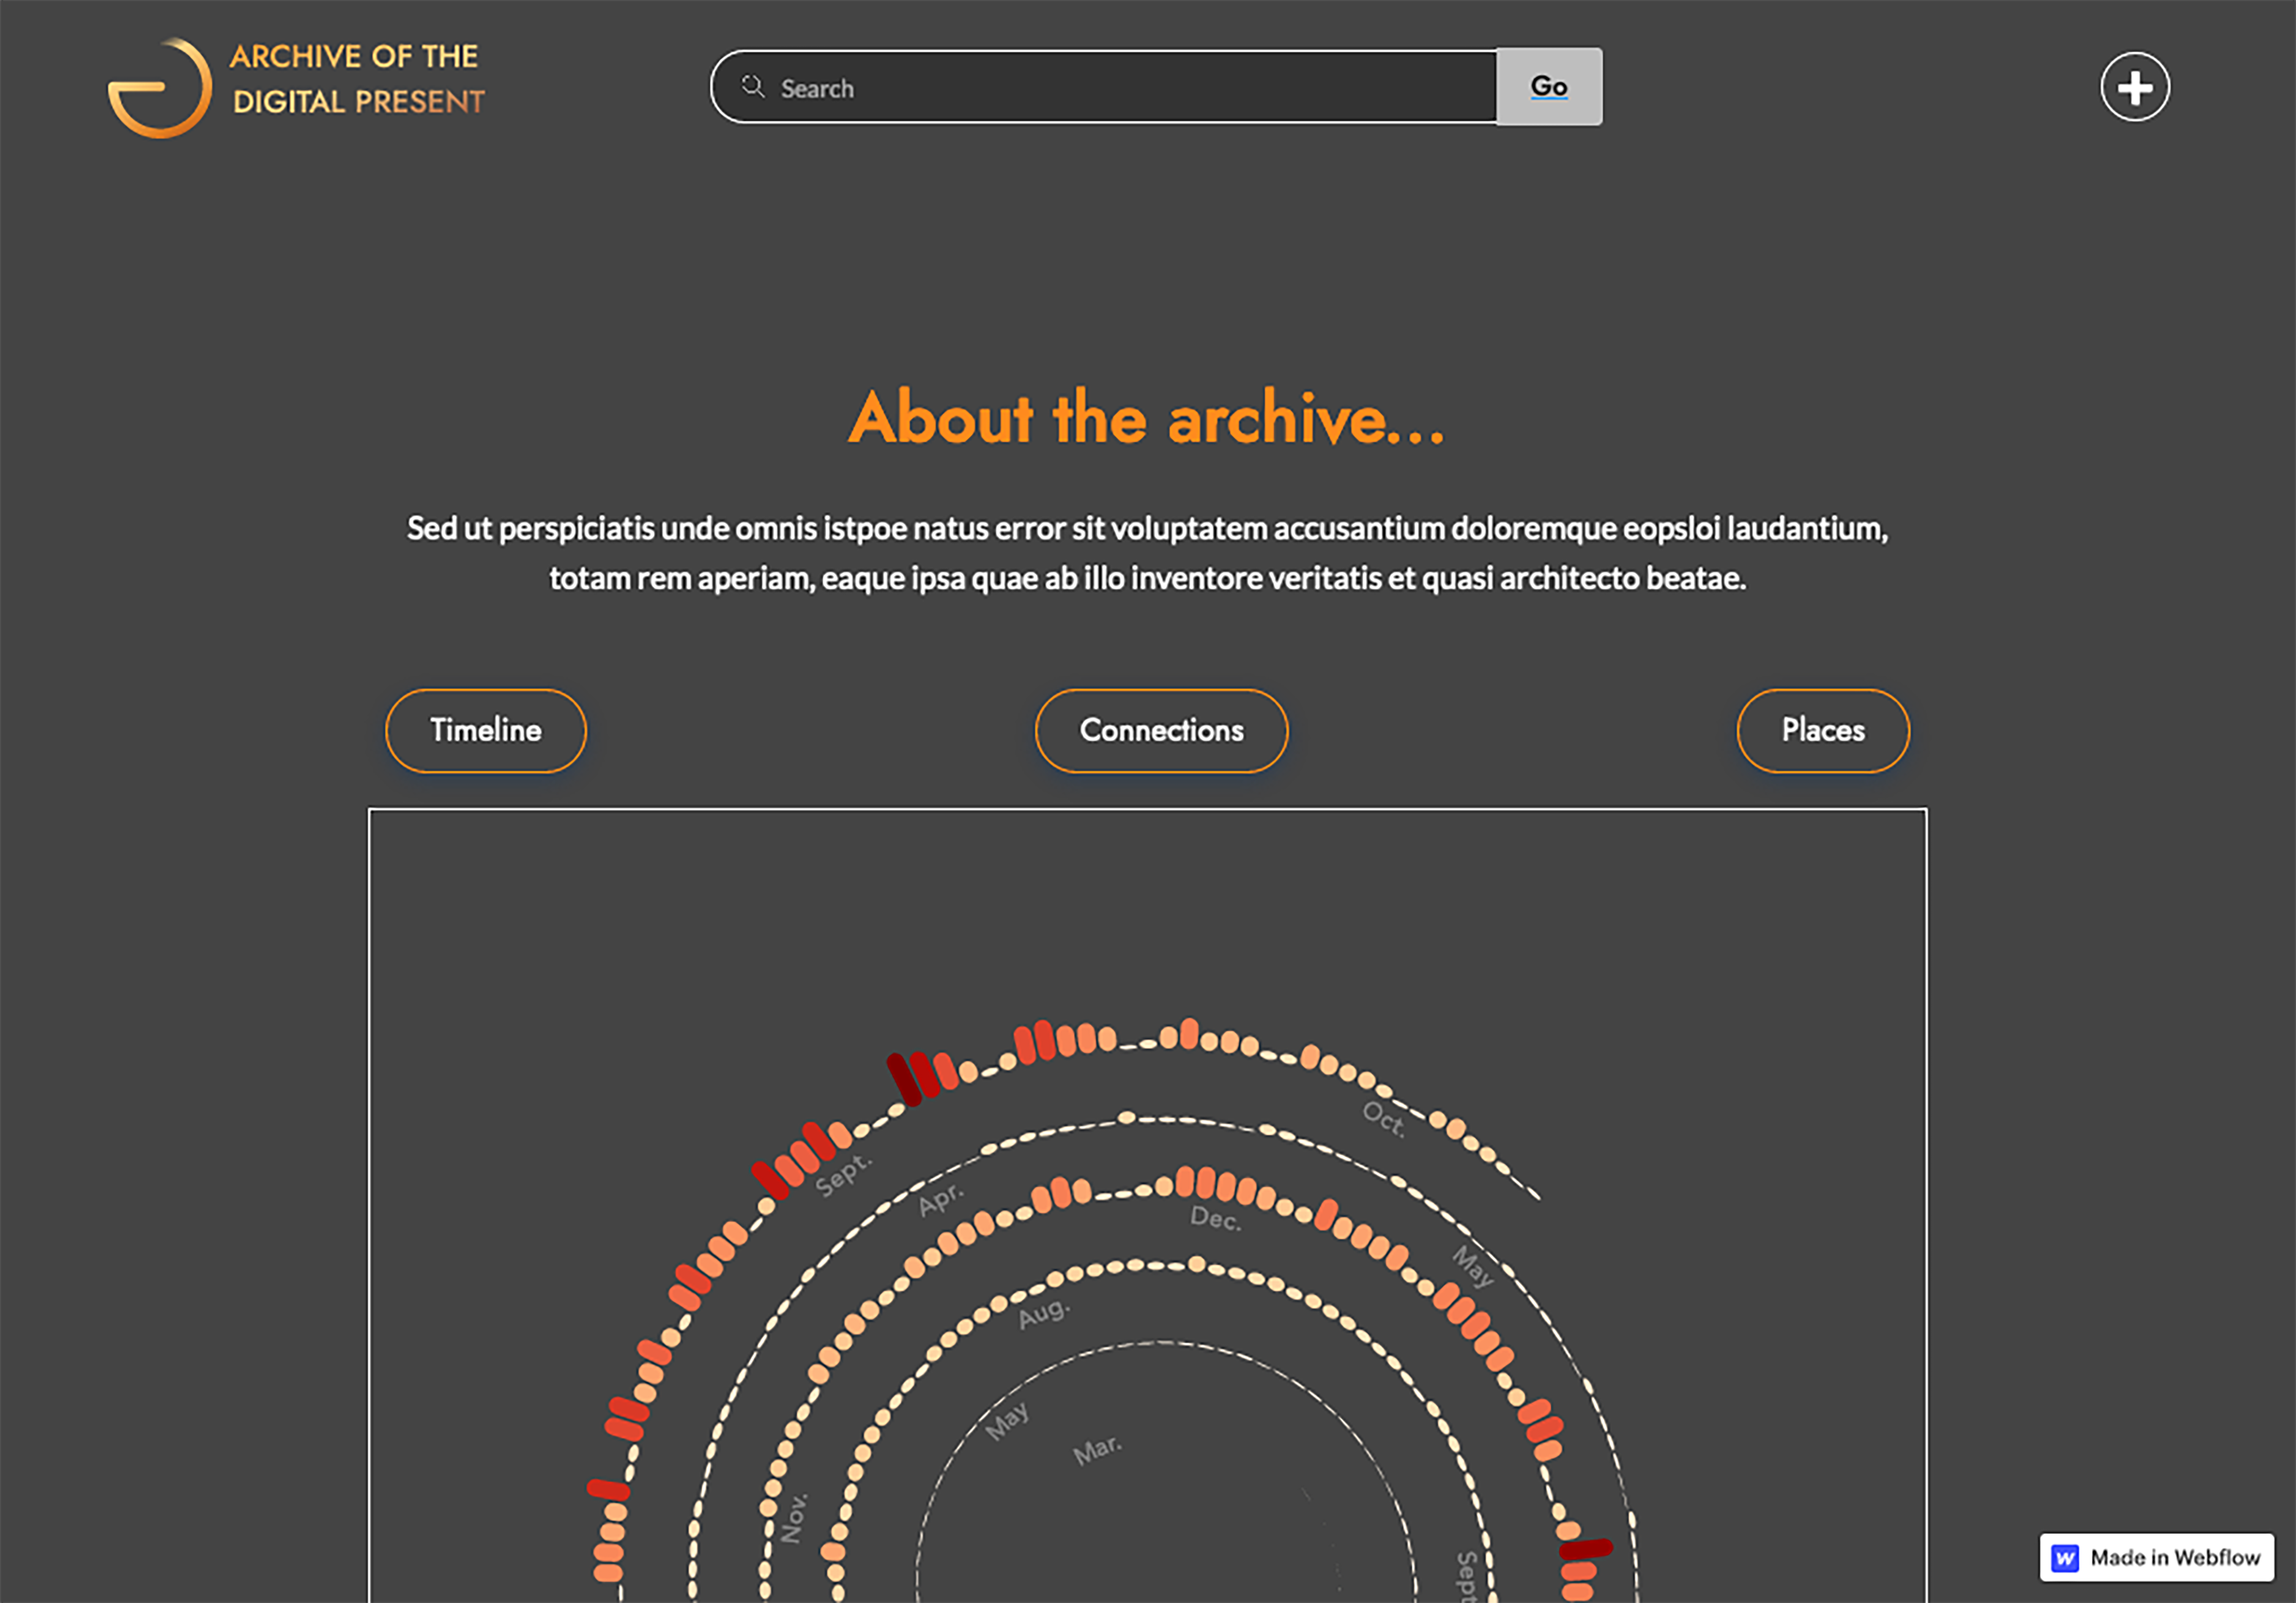 ARCHIVE OF THE
DIGITAL PRESENT
Search
Go
About the archive...
Sed ut perspiciatis unde omnis istpoe natus error sit voluptatem accusantium doloremque eopsloi laudantium,
totam rem aperiam, eaque ipsa quae ab illo inventore veritatis et quasi architecto beatae.
Timeline
Connections
Places
Oct.
Sept.
Apr.
Dec.
May
Aug.
May
Mar.
Nov.
Sept
Made in Webflow